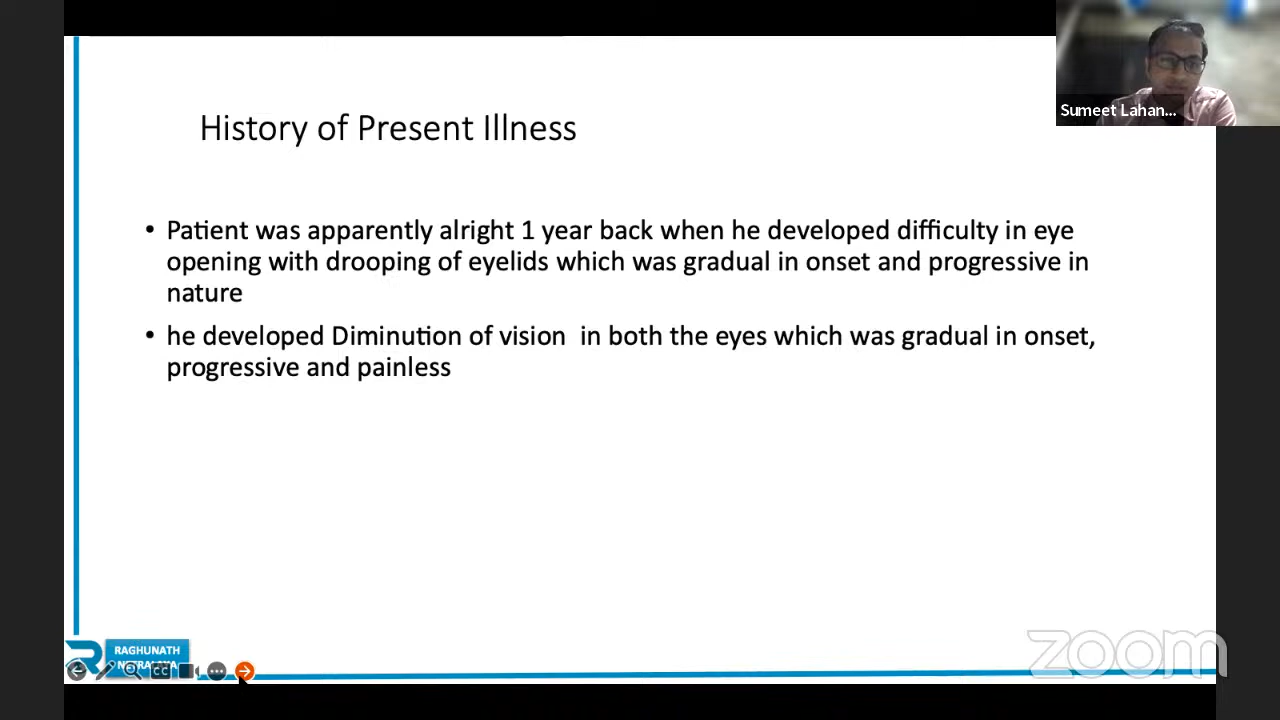 Sumeet Lahan...
History of Present Illness
• Patient was apparently alright 1 year back when he developed difficulty in eye
opening with drooping of eyelids which was gradual in onset and progressive in
nature
• he developed Diminution of vision in both the eyes which was gradual in onset,
progressive and painless
RAGHUNATH
NETRALAYA
CC
zoom